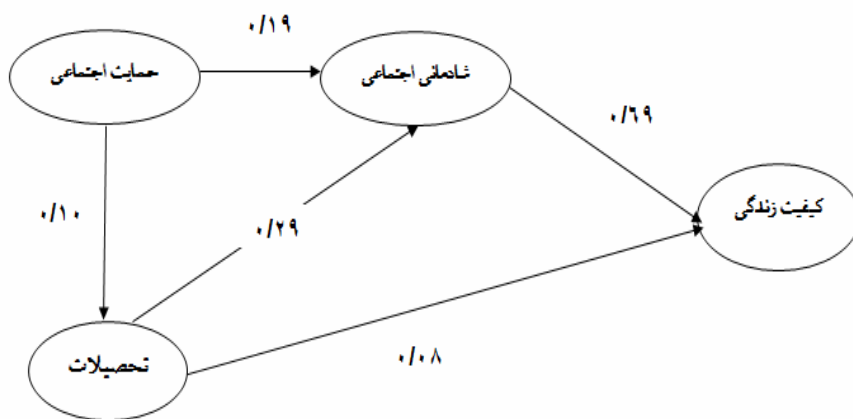 ۰/۱۹
حمایت اجتماعی
شادمانی اجتماعی
۰/۶۹
کیفیت زندگی
۰/۱۰
۰/۲۹
تحصیلات
۰/۰۸